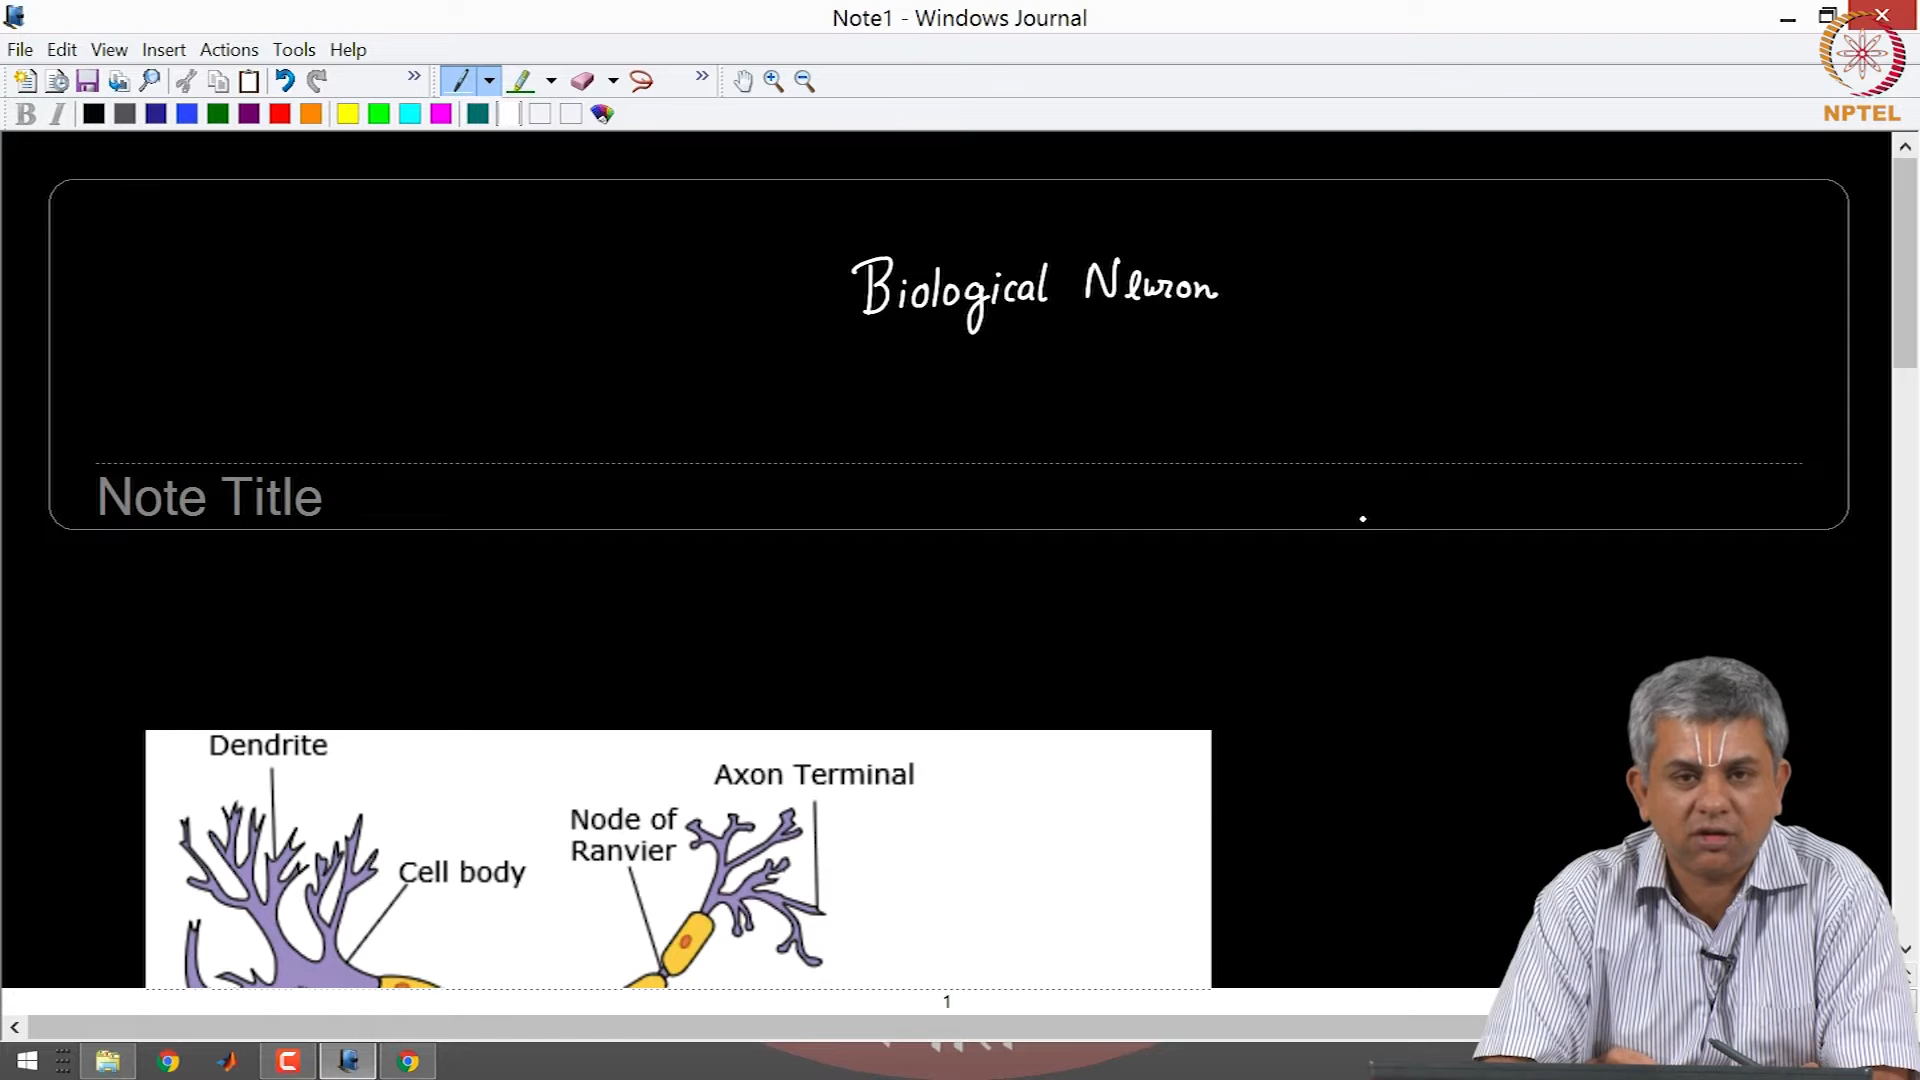 Note1 - Windows Journal
File Edit View Insert Actions Tools Help
B I
NPTEL
Biological Neuron
Note Title
Dendrite
Axon Terminal
Node of
Ranvier
Cell body
1